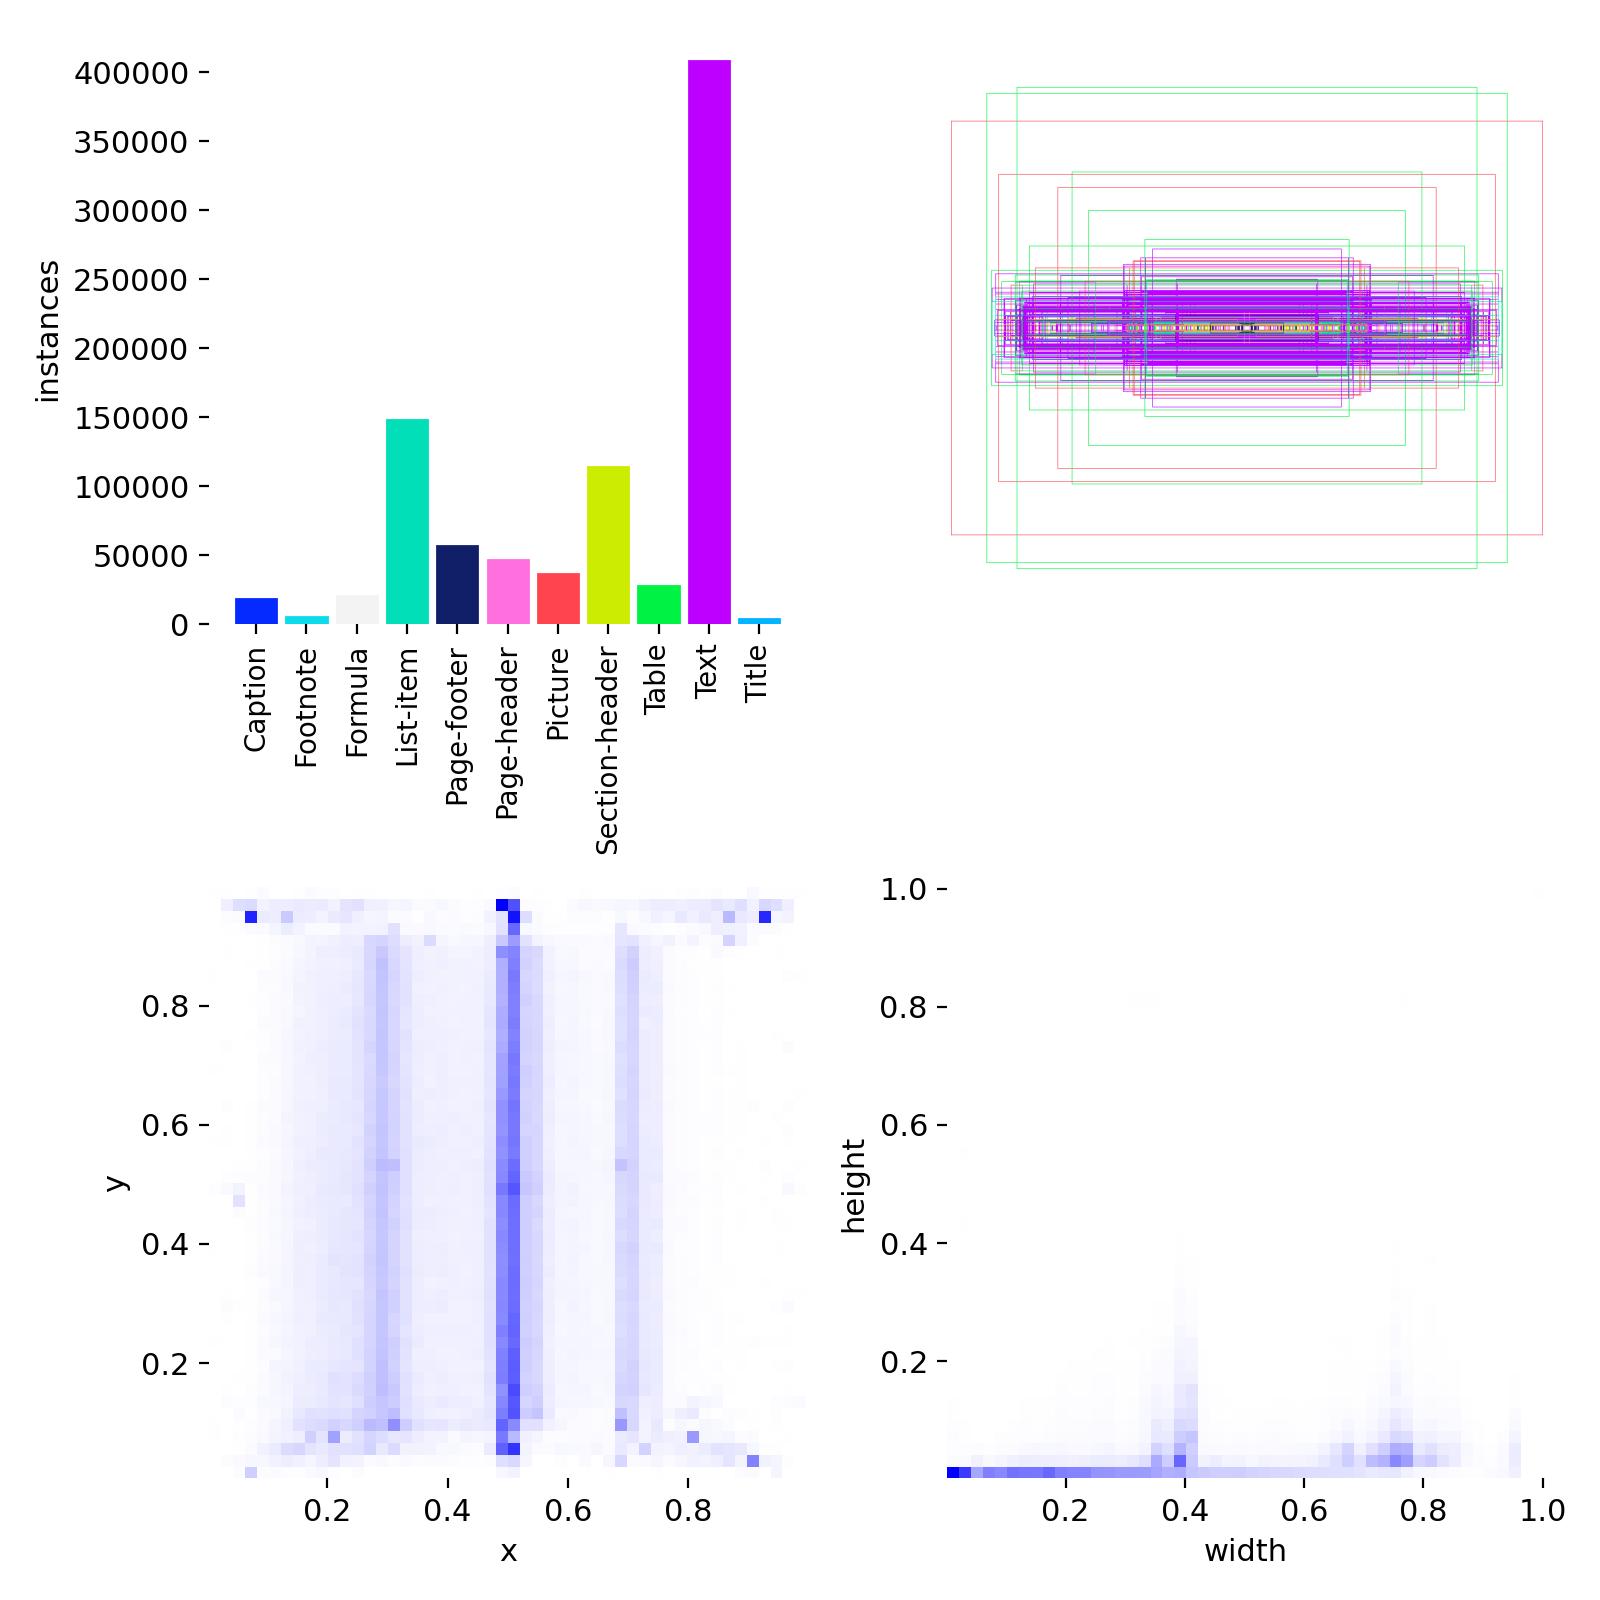 400000
350000
300000
250000
200000
150000
100000
50000
0
instances
Caption
Footnote
Formula
List-item
Page-footer
Page-header
Picture
Section-header
Table
Text
Title
0.8
0.6
0.4
0.2
y
0.2 0.4 0.6 0.8
x
1.0
0.8
0.6
0.4
0.2
height
0.2 0.4 0.6 0.8 1.0
width